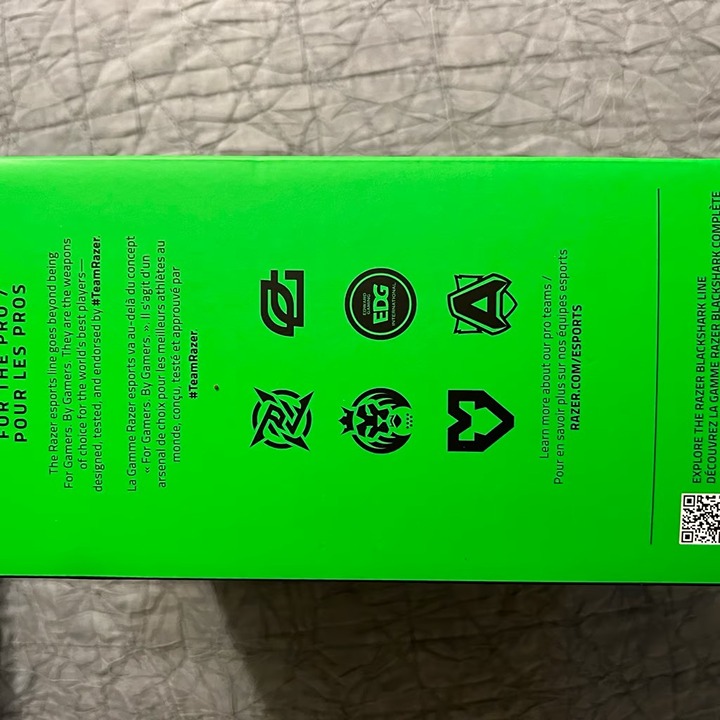 FOR THE PRO /
POUR LES PROS
The Razer esports line goes beyond being
For Gamers. By Gamers. They are the weapons
of choice for the world's best players—
designed, tested, and endorsed by #TeamRazer.
La Gamme Razer esports va au-delà du concept
« For Gamers. By Gamers. ». Il s'agit d'un
arsenal de choix pour les meilleurs athlètes au
monde, conçu, testé et approuvé par
#TeamRazer.
EDWARD
GAMING
EDG
INTERNATIONAL
Learn more about our pro teams /
Pour en savoir plus sur nos équipes esports
RAZER.COM/ESPORTS
EXPLORE THE RAZER BLACKSHARK LINE
DÉCOUVREZ LA GAMME RAZER BLACKSHARK COMPLÈTE